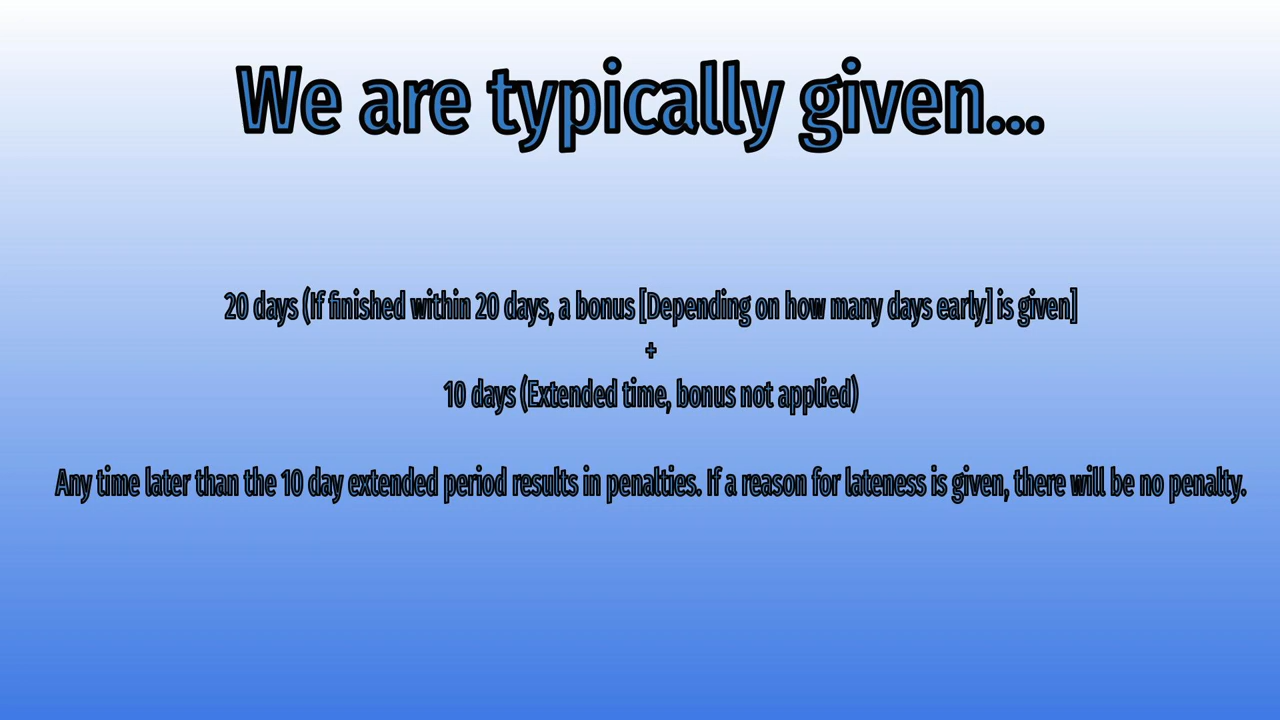 We are typically given...
20 days (If finished within 20 days, a bonus [Depending on how many days early] is given]
+
10 days (Extended time, bonus not applied)
Any time later than the 10 day extended period results in penalties. If a reason for lateness is given, there will be no penalty.